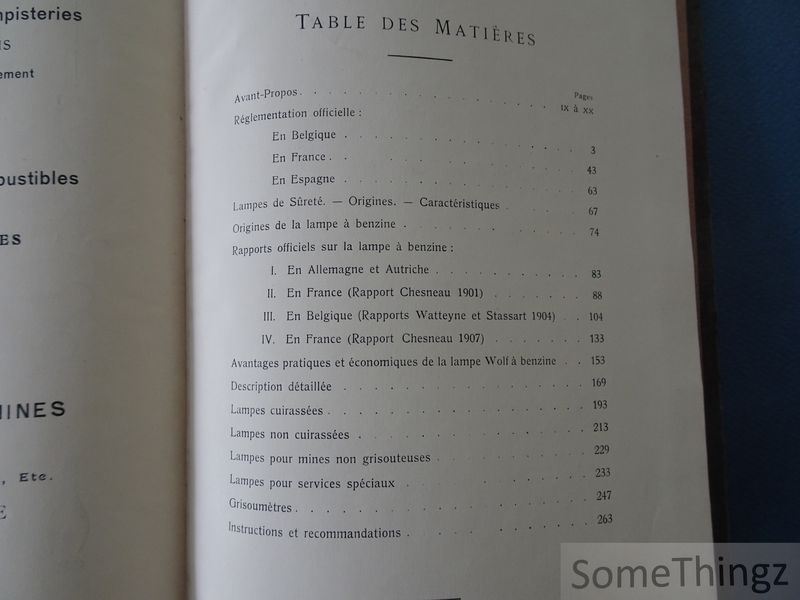 mpisteries
IS
ement
bustibles
ES
MINES
, Etc.
E
TABLE DES MATIÈRES
Pages
Avant-Propos . . . . . . . . . . . . . . . . IX à XX
Réglementation officielle :
En Belgique . . . . . . . . . . . . . . . 3
En France . . . . . . . . . . . . . . . 43
En Espagne . . . . . . . . . . . . . . . 63
Lampes de Sûreté. — Origines. — Caractéristiques . . . . 67
Origines de la lampe à benzine . . . . . . . . . . 74
Rapports officiels sur la lampe à benzine :
I. En Allemagne et Autriche . . . . . . . . . . 83
II. En France (Rapport Chesneau 1901) . . . . . . . 88
III. En Belgique (Rapports Watteyne et Stassart 1904) . . 104
IV. En France (Rapport Chesneau 1907) . . . . . . . 133
Avantages pratiques et économiques de la lampe Wolf à benzine . . 153
Description détaillée . . . . . . . . . . . . . . 169
Lampes cuirassées . . . . . . . . . . . . . . . 193
Lampes non cuirassées . . . . . . . . . . . . . 213
Lampes pour mines non grisouteuses . . . . . . . . . 229
Lampes pour services spéciaux . . . . . . . . . . . 233
Grisoumètres . . . . . . . . . . . . . . . . . 247
Instructions et recommandations . . . . . . . . . . 263
SomeThingz